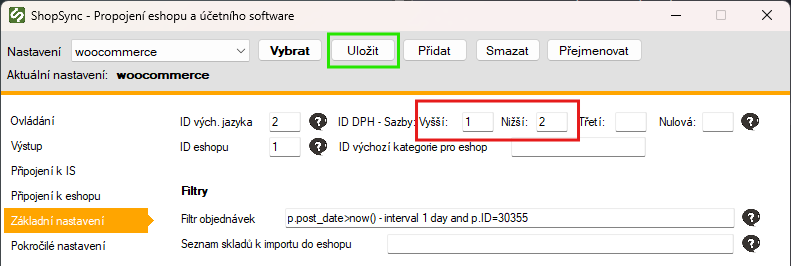 ShopSync - Propojení eshopu a účetního software
Nastavení woocommerce Vybrat Uložit Přidat Smazat Přejmenovat
Aktuální nastavení: woocommerce
Ovládání
Výstup
Připojení k IS
Připojení k eshopu
Základní nastavení
Pokročilé nastavení
ID vých. jazyka 2 ? ID DPH - Sazby: Vyšší: 1 Nižší: 2 Třetí: Nulová: ?
ID eshopu 1 ? ID výchozí kategorie pro eshop
Filtry
Filtr objednávek p.post_date>now() - interval 1 day and p.ID=30355 ?
Seznam skladů k importu do eshopu ?